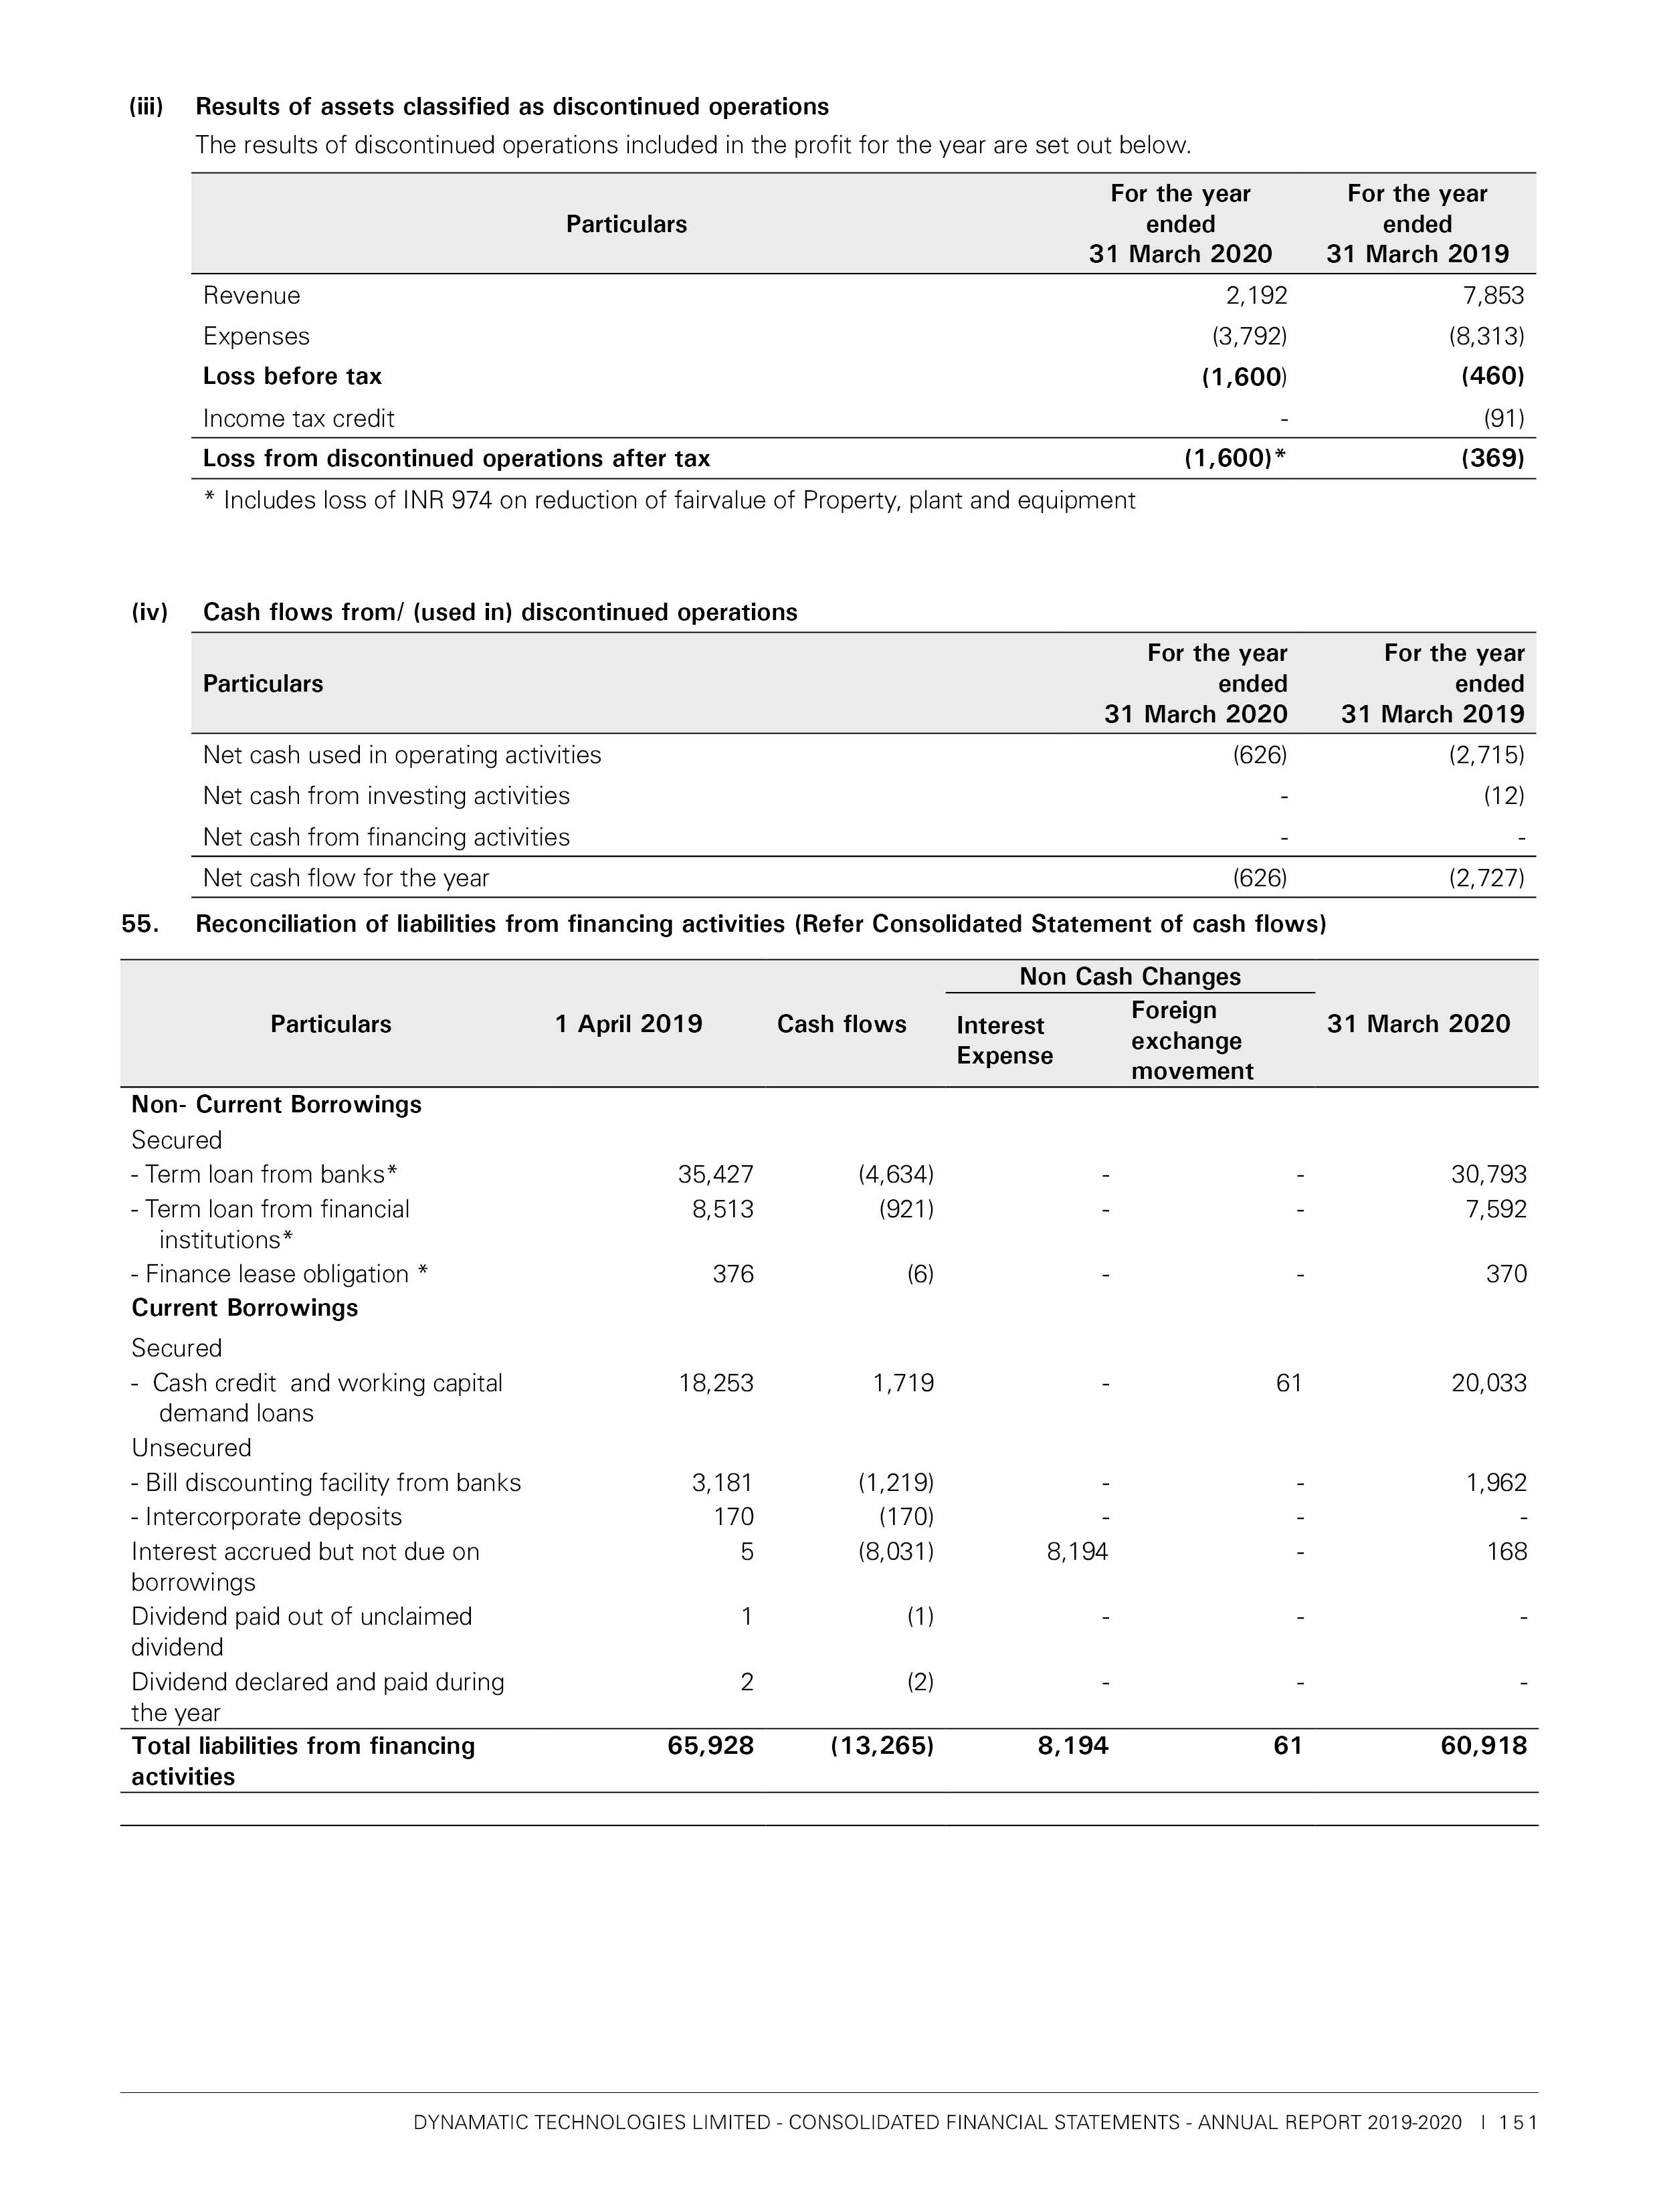 (iii) Results of assets classified as discontinued operations
The results of discontinued operations included in the profit for the year are set out below.
Particulars For the year ended 31 March 2020 For the year ended 31 March 2019
Revenue 2,192 7,853
Expenses (3,792) (8,313)
Loss before tax (1,600) (460)
Income tax credit - (91)
Loss from discontinued operations after tax (1,600)* (369)
* Includes loss of INR 974 on reduction of fairvalue of Property, plant and equipment
(iv) Cash flows from/ (used in) discontinued operations
Particulars For the year ended 31 March 2020 For the year ended 31 March 2019
Net cash used in operating activities (626) (2,715)
Net cash from investing activities - (12)
Net cash from financing activities - -
Net cash flow for the year (626) (2,727)
55. Reconciliation of liabilities from financing activities (Refer Consolidated Statement of cash flows)
Non Cash Changes
Particulars 1 April 2019 Cash flows Interest Expense Foreign exchange movement 31 March 2020
Non- Current Borrowings
Secured
- Term loan from banks* 35,427 (4,634) - - 30,793
- Term loan from financial 8,513 (921) - - 7,592
institutions*
- Finance lease obligation * 376 (6) - - 370
Current Borrowings
Secured
- Cash credit and working capital 18,253 1,719 - 61 20,033
demand loans
Unsecured
- Bill discounting facility from banks 3,181 (1,219) - - 1,962
- Intercorporate deposits 170 (170) - - -
Interest accrued but not due on 5 (8,031) 8,194 - 168
borrowings
Dividend paid out of unclaimed 1 (1) - - -
dividend
Dividend declared and paid during 2 (2) - - -
the year
Total liabilities from financing 65,928 (13,265) 8,194 61 60,918
activities
DYNAMATIC TECHNOLOGIES LIMITED - CONSOLIDATED FINANCIAL STATEMENTS - ANNUAL REPORT 2019-2020 | 151